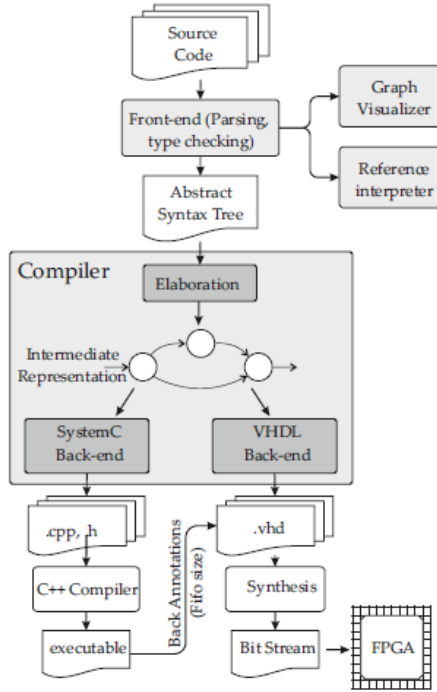 Source
Code
Front-end (Parsing,
type checking)
Graph
Visualizer
Reference
interpreter
Abstract
Syntax Tree
Compiler
Elaboration
Intermediate
Representation
SystemC
Back-end
VHDL
Back-end
.cpp, .h
.vhd
Back Annotations
(Fifo size)
C++ Compiler
Synthesis
executable
Bit Stream
FPGA